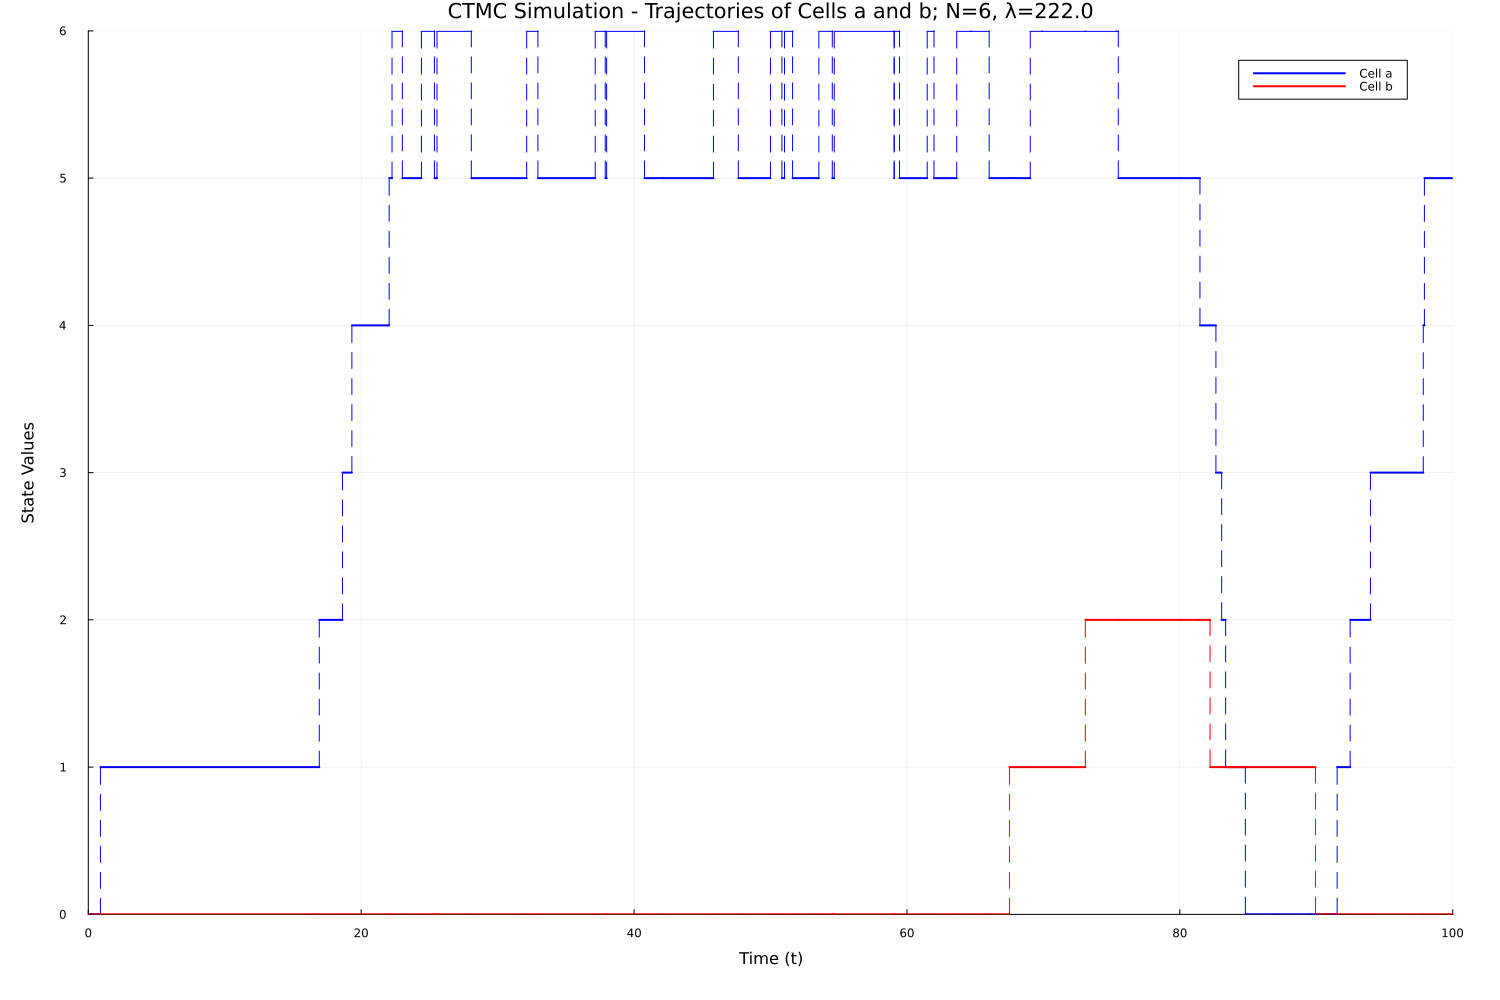 CTMC Simulation - Trajectories of Cells a and b; N=6, λ=222.0
Cell a
Cell b
State Values
6
5
4
3
2
1
0
0 20 40 60 80 100
Time (t)